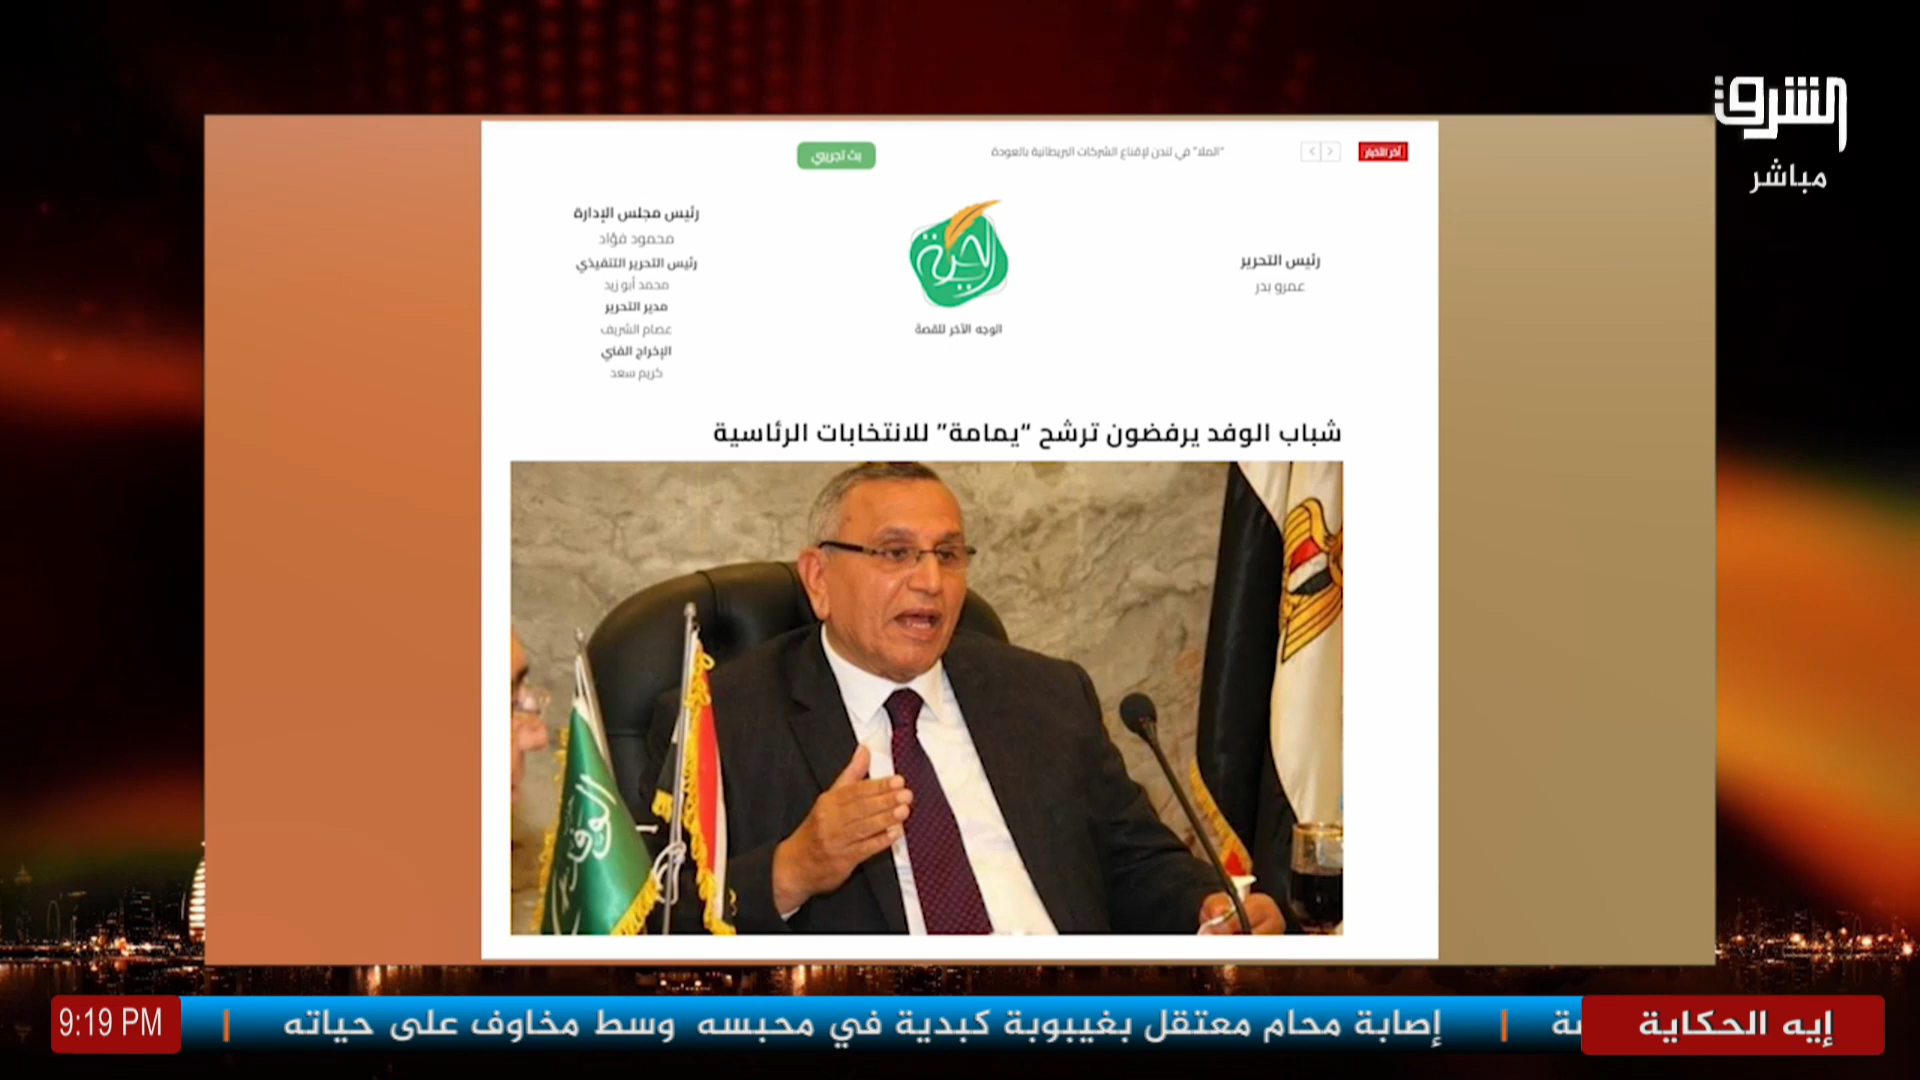 الشرق
مباشر
آخر الأخبار
"الملا" في لندن لإقناع الشركات البريطانية بالعودة
بث تجريبي
رئيس التحرير
عمرو بدر
الحرية
الوجه الآخر للقصة
رئيس مجلس الإدارة
محمود فؤاد
رئيس التحرير التنفيذي
محمد أبو زيد
مدير التحرير
عصام الشريف
الإخراج الفني
كريم سعد
شباب الوفد يرفضون ترشح “يمامة” للانتخابات الرئاسية
الوفد
إيه الحكاية
ىة | إصابة محام معتقل بغيبوبة كبدية في محبسه وسط مخاوف على حياته |
9:19 PM